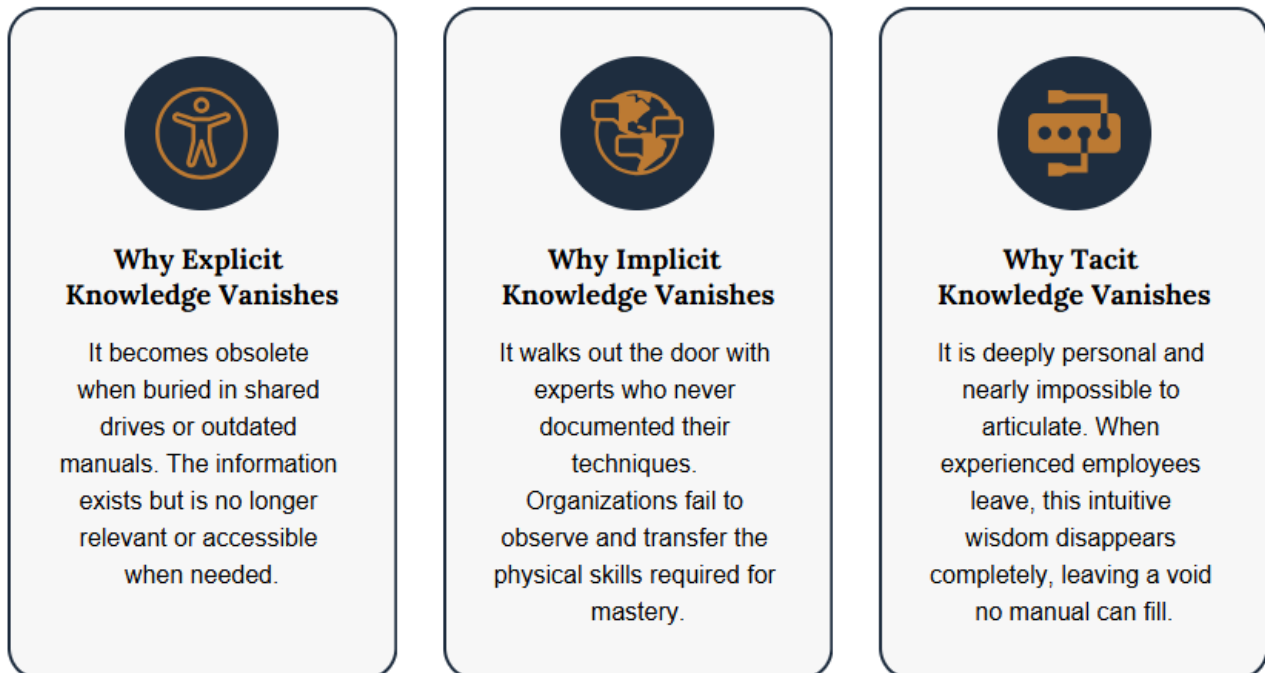 Why Explicit
Knowledge Vanishes
It becomes obsolete
when buried in shared
drives or outdated
manuals. The information
exists but is no longer
relevant or accessible
when needed.
Why Implicit
Knowledge Vanishes
It walks out the door with
experts who never
documented their
techniques.
Organizations fail to
observe and transfer the
physical skills required for
mastery.
Why Tacit
Knowledge Vanishes
It is deeply personal and
nearly impossible to
articulate. When
experienced employees
leave, this intuitive
wisdom disappears
completely, leaving a void
no manual can fill.